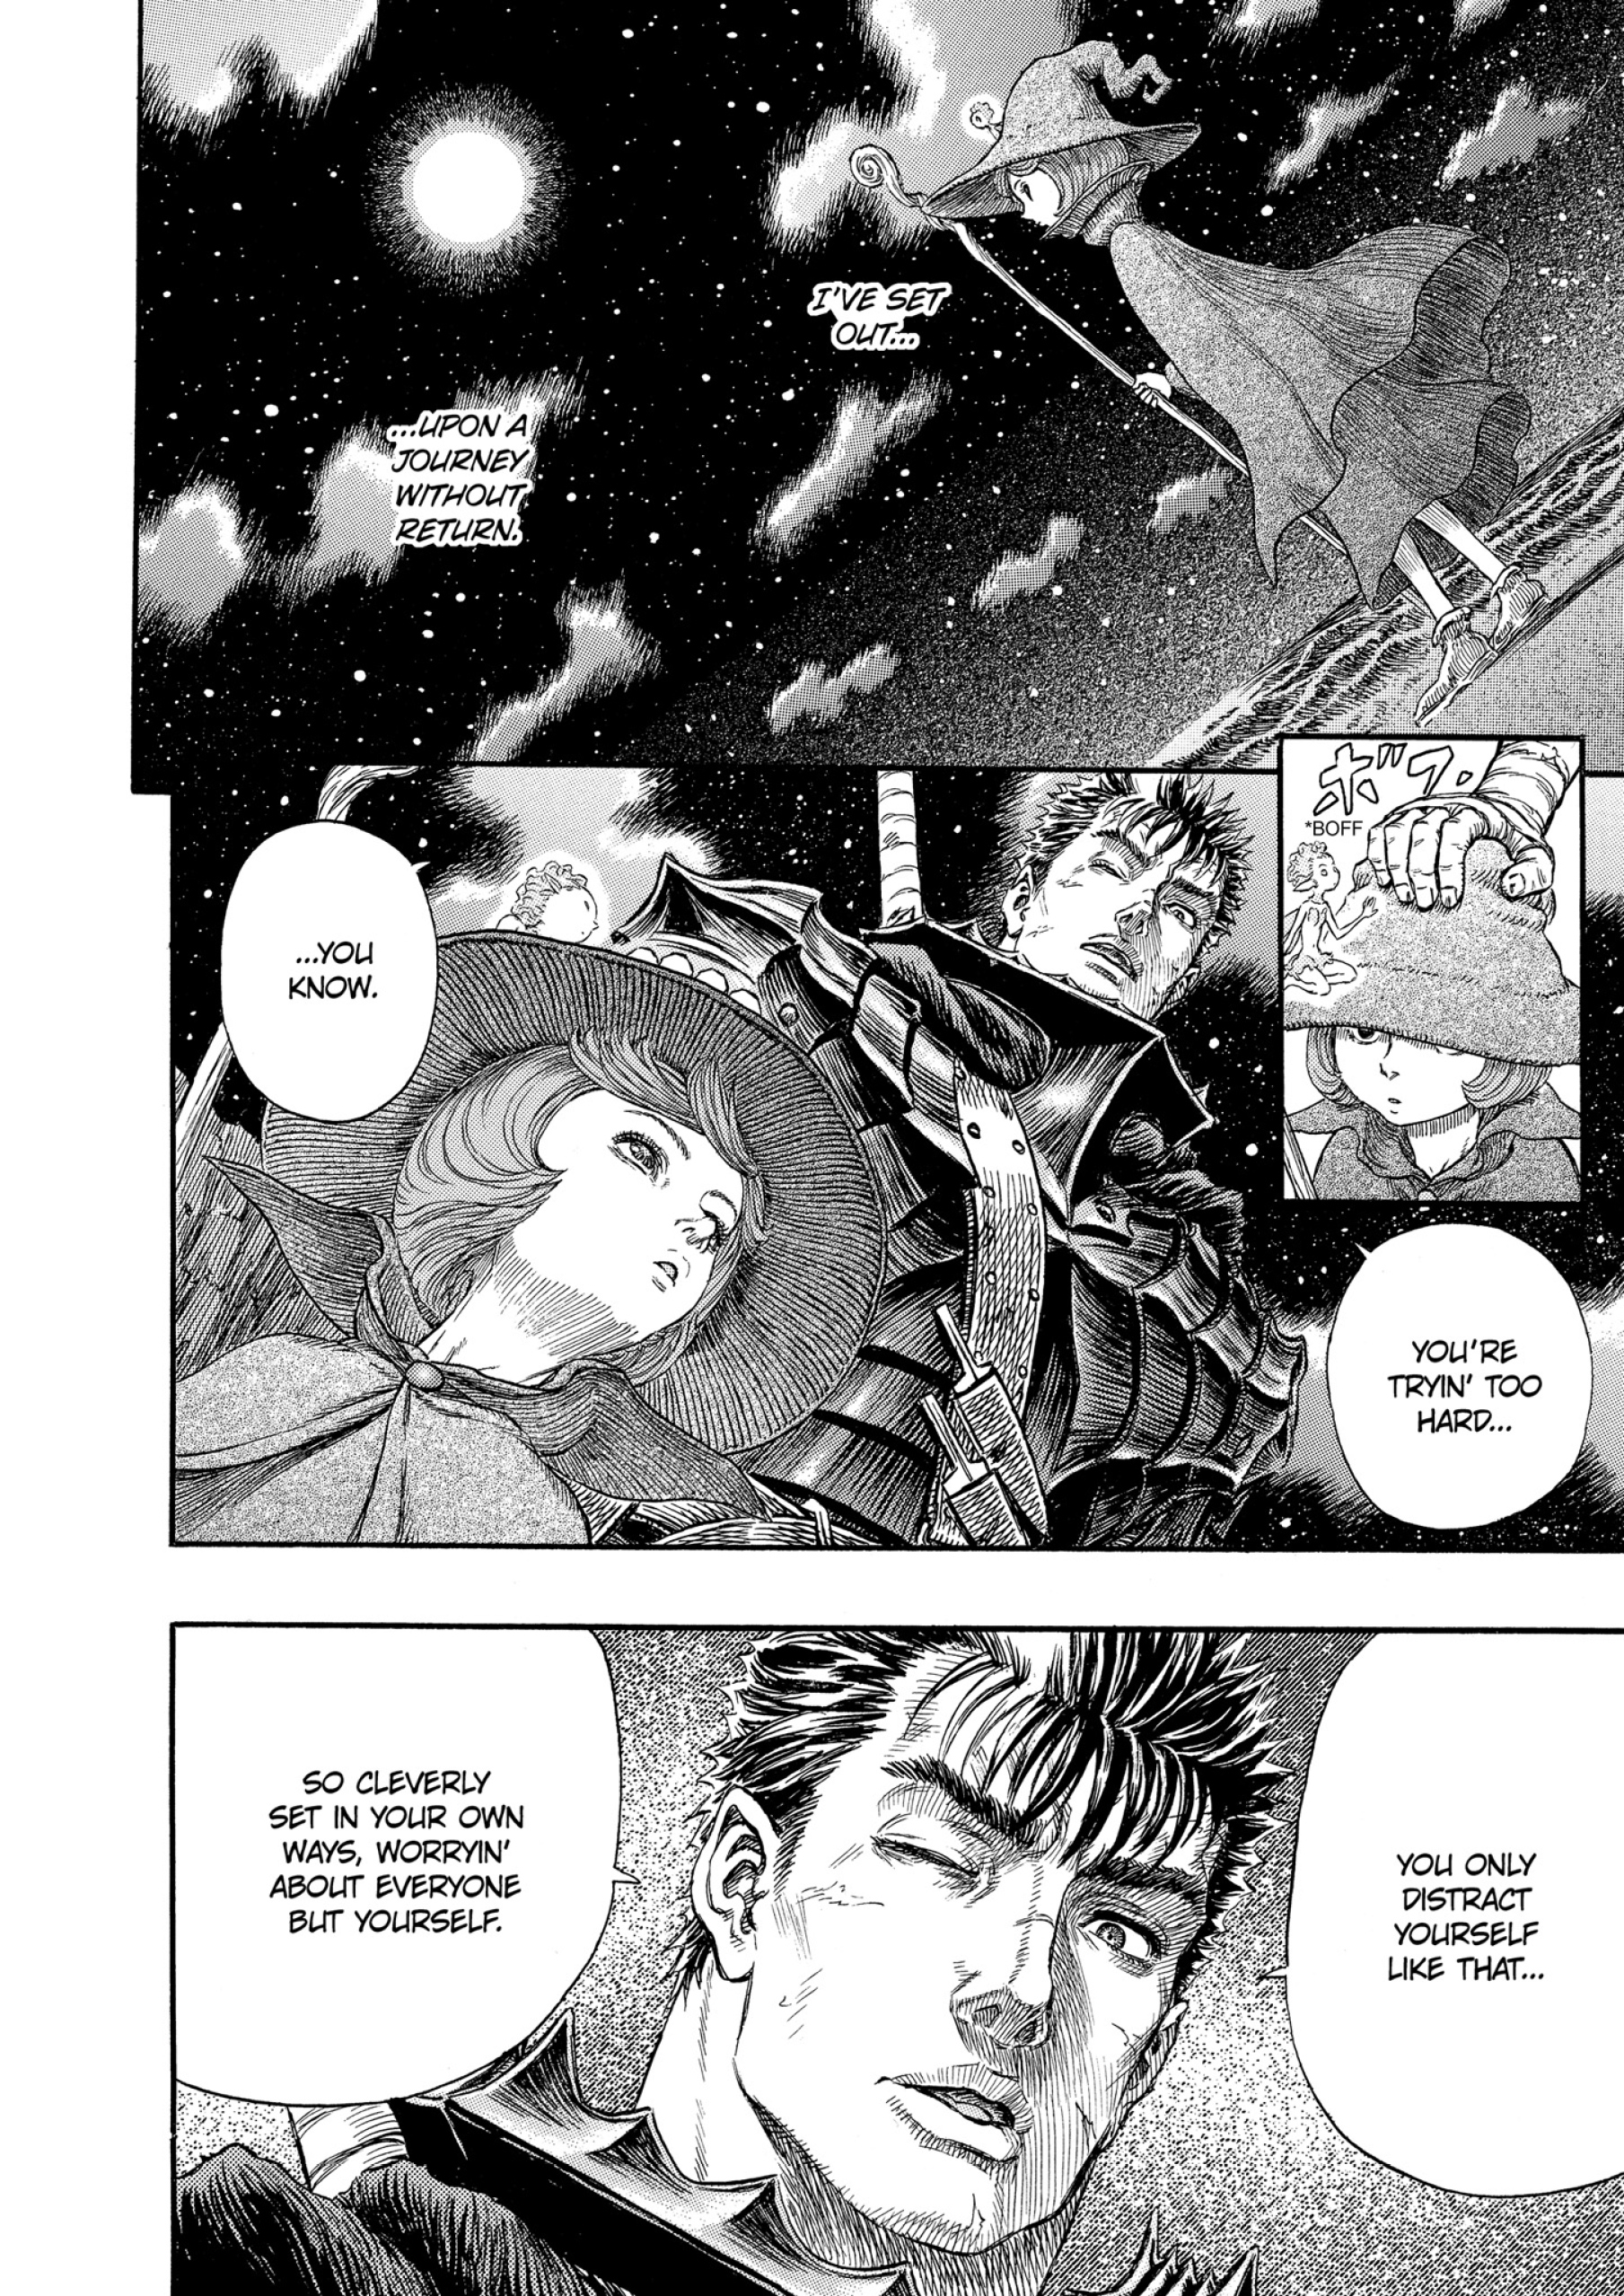 I'VE SET
OUT...
...UPON A
JOURNEY
WITHOUT
RETURN.
ボフ.
*BOFF
YOU'RE
TRYIN' TOO
HARD...
...YOU
KNOW.
YOU ONLY
DISTRACT
YOURSELF
LIKE THAT...
SO CLEVERLY
SET IN YOUR OWN
WAYS, WORRYIN'
ABOUT EVERYONE
BUT YOURSELF.